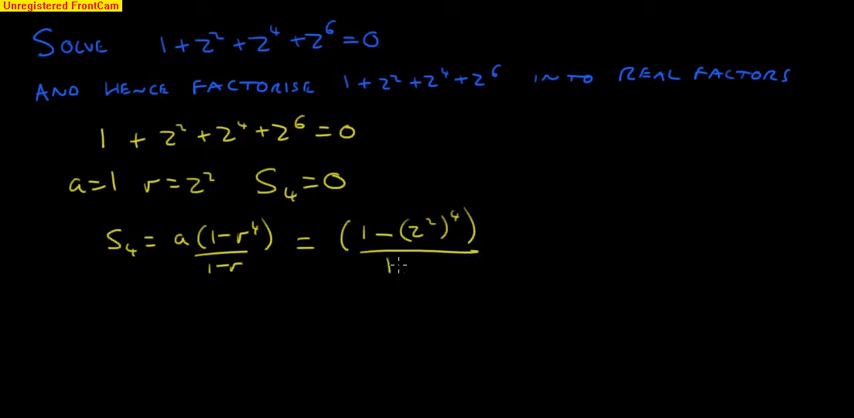 Unregistered FrontCam
SOLVE 1 + z² + z⁴ + z⁶ = 0
AND HENCE FACTORISE 1 + z² + z⁴ + z⁶ INTO REAL FACTORS
1 + z² + z⁴ + z⁶ = 0
a = 1 r = z² S₄ = 0
S₄ = a(1 - r⁴)/(1 - r) = (1 - (z²)⁴)/1